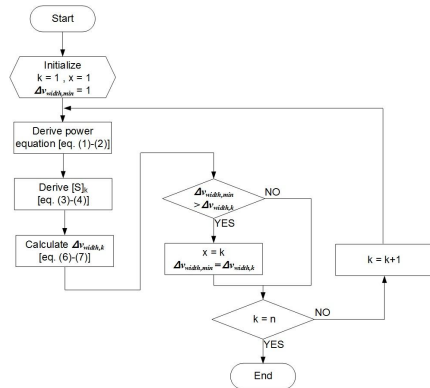 Start
Initialize
k = 1 , x = 1
Δv_width,min = 1
Derive power
equation [eq. (1)-(2)]
Derive [S]_k
[eq. (3)-(4)]
Calculate Δv_width,k
[eq. (6)-(7)]
Δv_width,min
> Δv_width,k
NO
YES
x = k
Δv_width,min = Δv_width,k
k = n
NO
YES
k = k+1
End